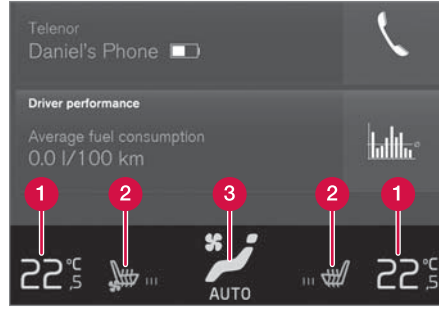 Telenor
Daniel's Phone
Driver performance
Average fuel consumption
0.0 l/100 km
1
2
3
2
1
22,5 °C
22,5 °C
AUTO